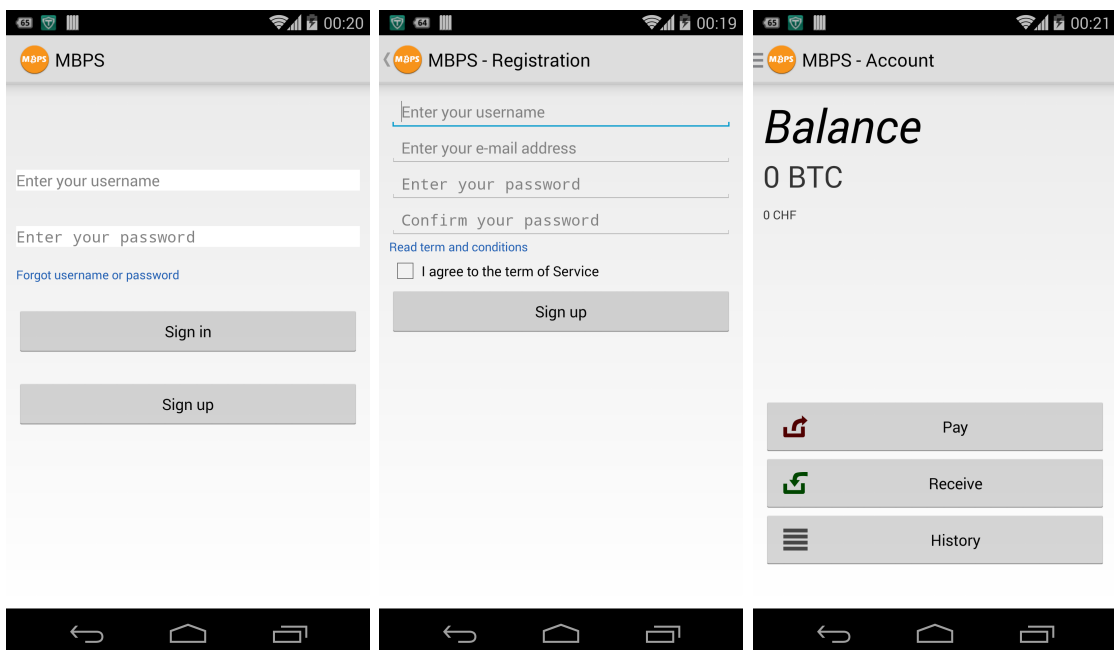 65
00:20
MBPS
MBPS
Enter your username
Enter your password
Forgot username or password
Sign in
Sign up
64
00:19
MBPS
MBPS - Registration
Enter your username
Enter your e-mail address
Enter your password
Confirm your password
Read term and conditions
I agree to the term of Service
Sign up
65
00:21
MBPS
MBPS - Account
Balance
0 BTC
0 CHF
Pay
Receive
History